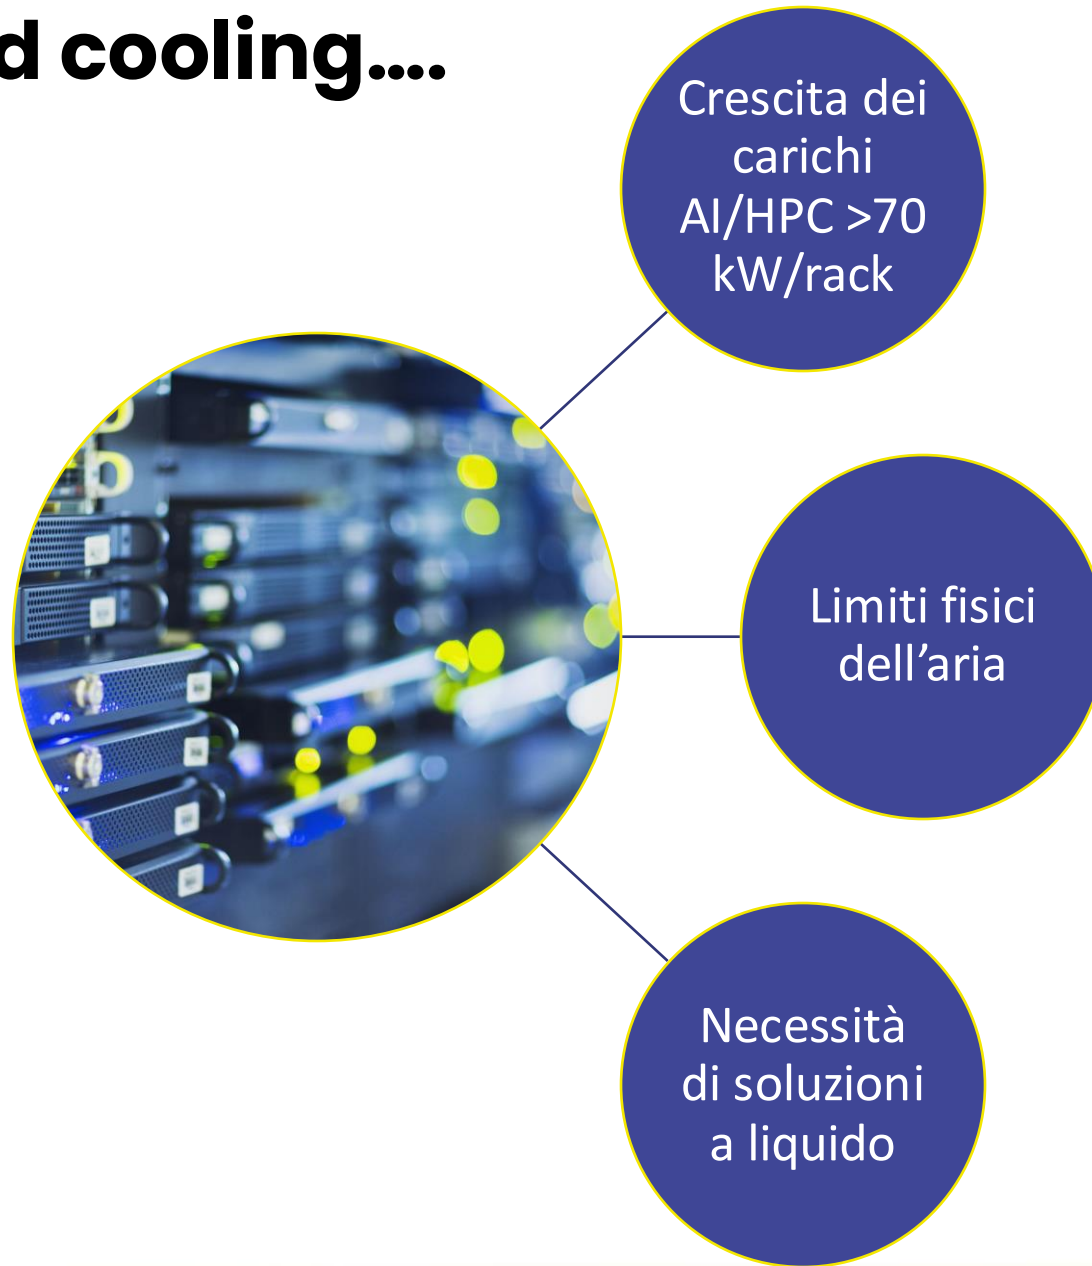 d cooling....
Crescita dei
carichi
AI/HPC >70
kW/rack
Limiti fisici
dell’aria
Necessità
di soluzioni
a liquido